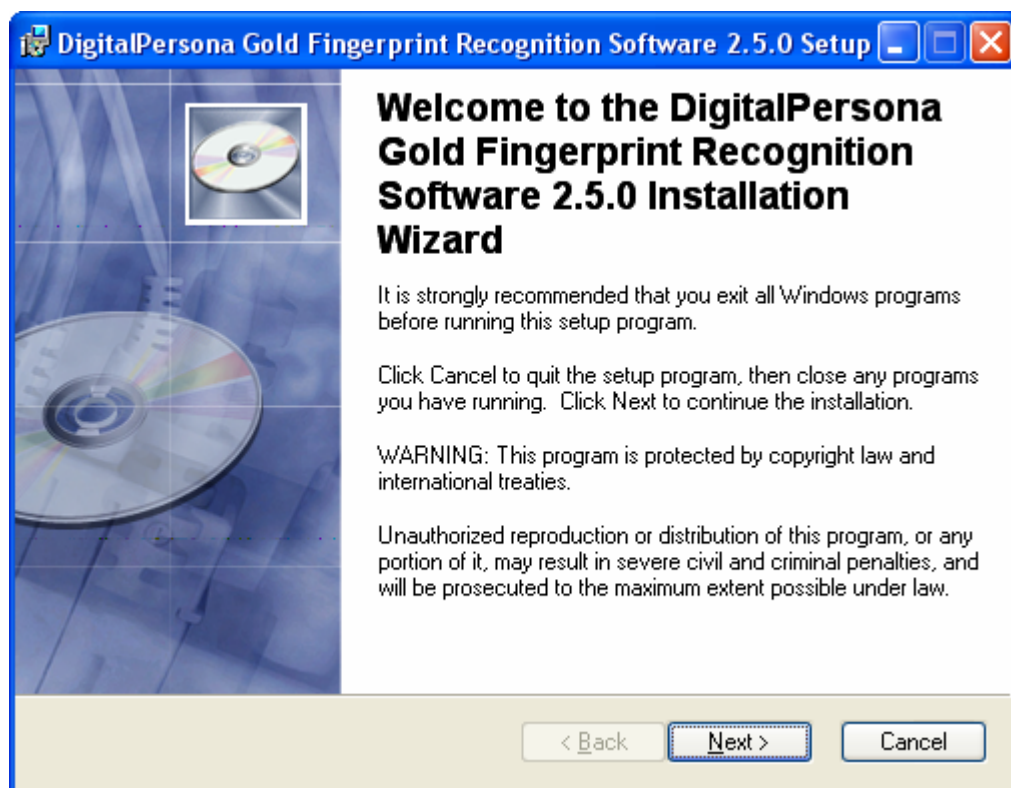 DigitalPersona Gold Fingerprint Recognition Software 2.5.0 Setup
Welcome to the DigitalPersona
Gold Fingerprint Recognition
Software 2.5.0 Installation
Wizard
It is strongly recommended that you exit all Windows programs
before running this setup program.
Click Cancel to quit the setup program, then close any programs
you have running.  Click Next to continue the installation.
WARNING: This program is protected by copyright law and
international treaties.
Unauthorized reproduction or distribution of this program, or any
portion of it, may result in severe civil and criminal penalties, and
will be prosecuted to the maximum extent possible under law.
< Back
Next >
Cancel